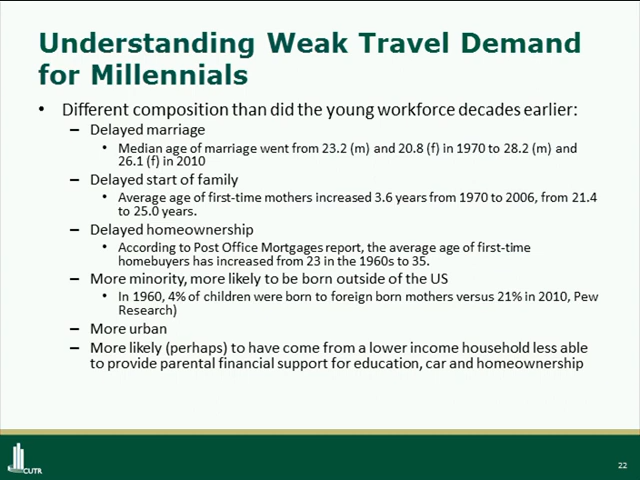 Understanding Weak Travel Demand
for Millennials
• Different composition than did the young workforce decades earlier:
– Delayed marriage
• Median age of marriage went from 23.2 (m) and 20.8 (f) in 1970 to 28.2 (m) and
26.1 (f) in 2010
– Delayed start of family
• Average age of first-time mothers increased 3.6 years from 1970 to 2006, from 21.4
to 25.0 years.
– Delayed homeownership
• According to Post Office Mortgages report, the average age of first-time
homebuyers has increased from 23 in the 1960s to 35.
– More minority, more likely to be born outside of the US
• In 1960, 4% of children were born to foreign born mothers versus 21% in 2010, Pew
Research)
– More urban
– More likely (perhaps) to have come from a lower income household less able
to provide parental financial support for education, car and homeownership
CUTR
22